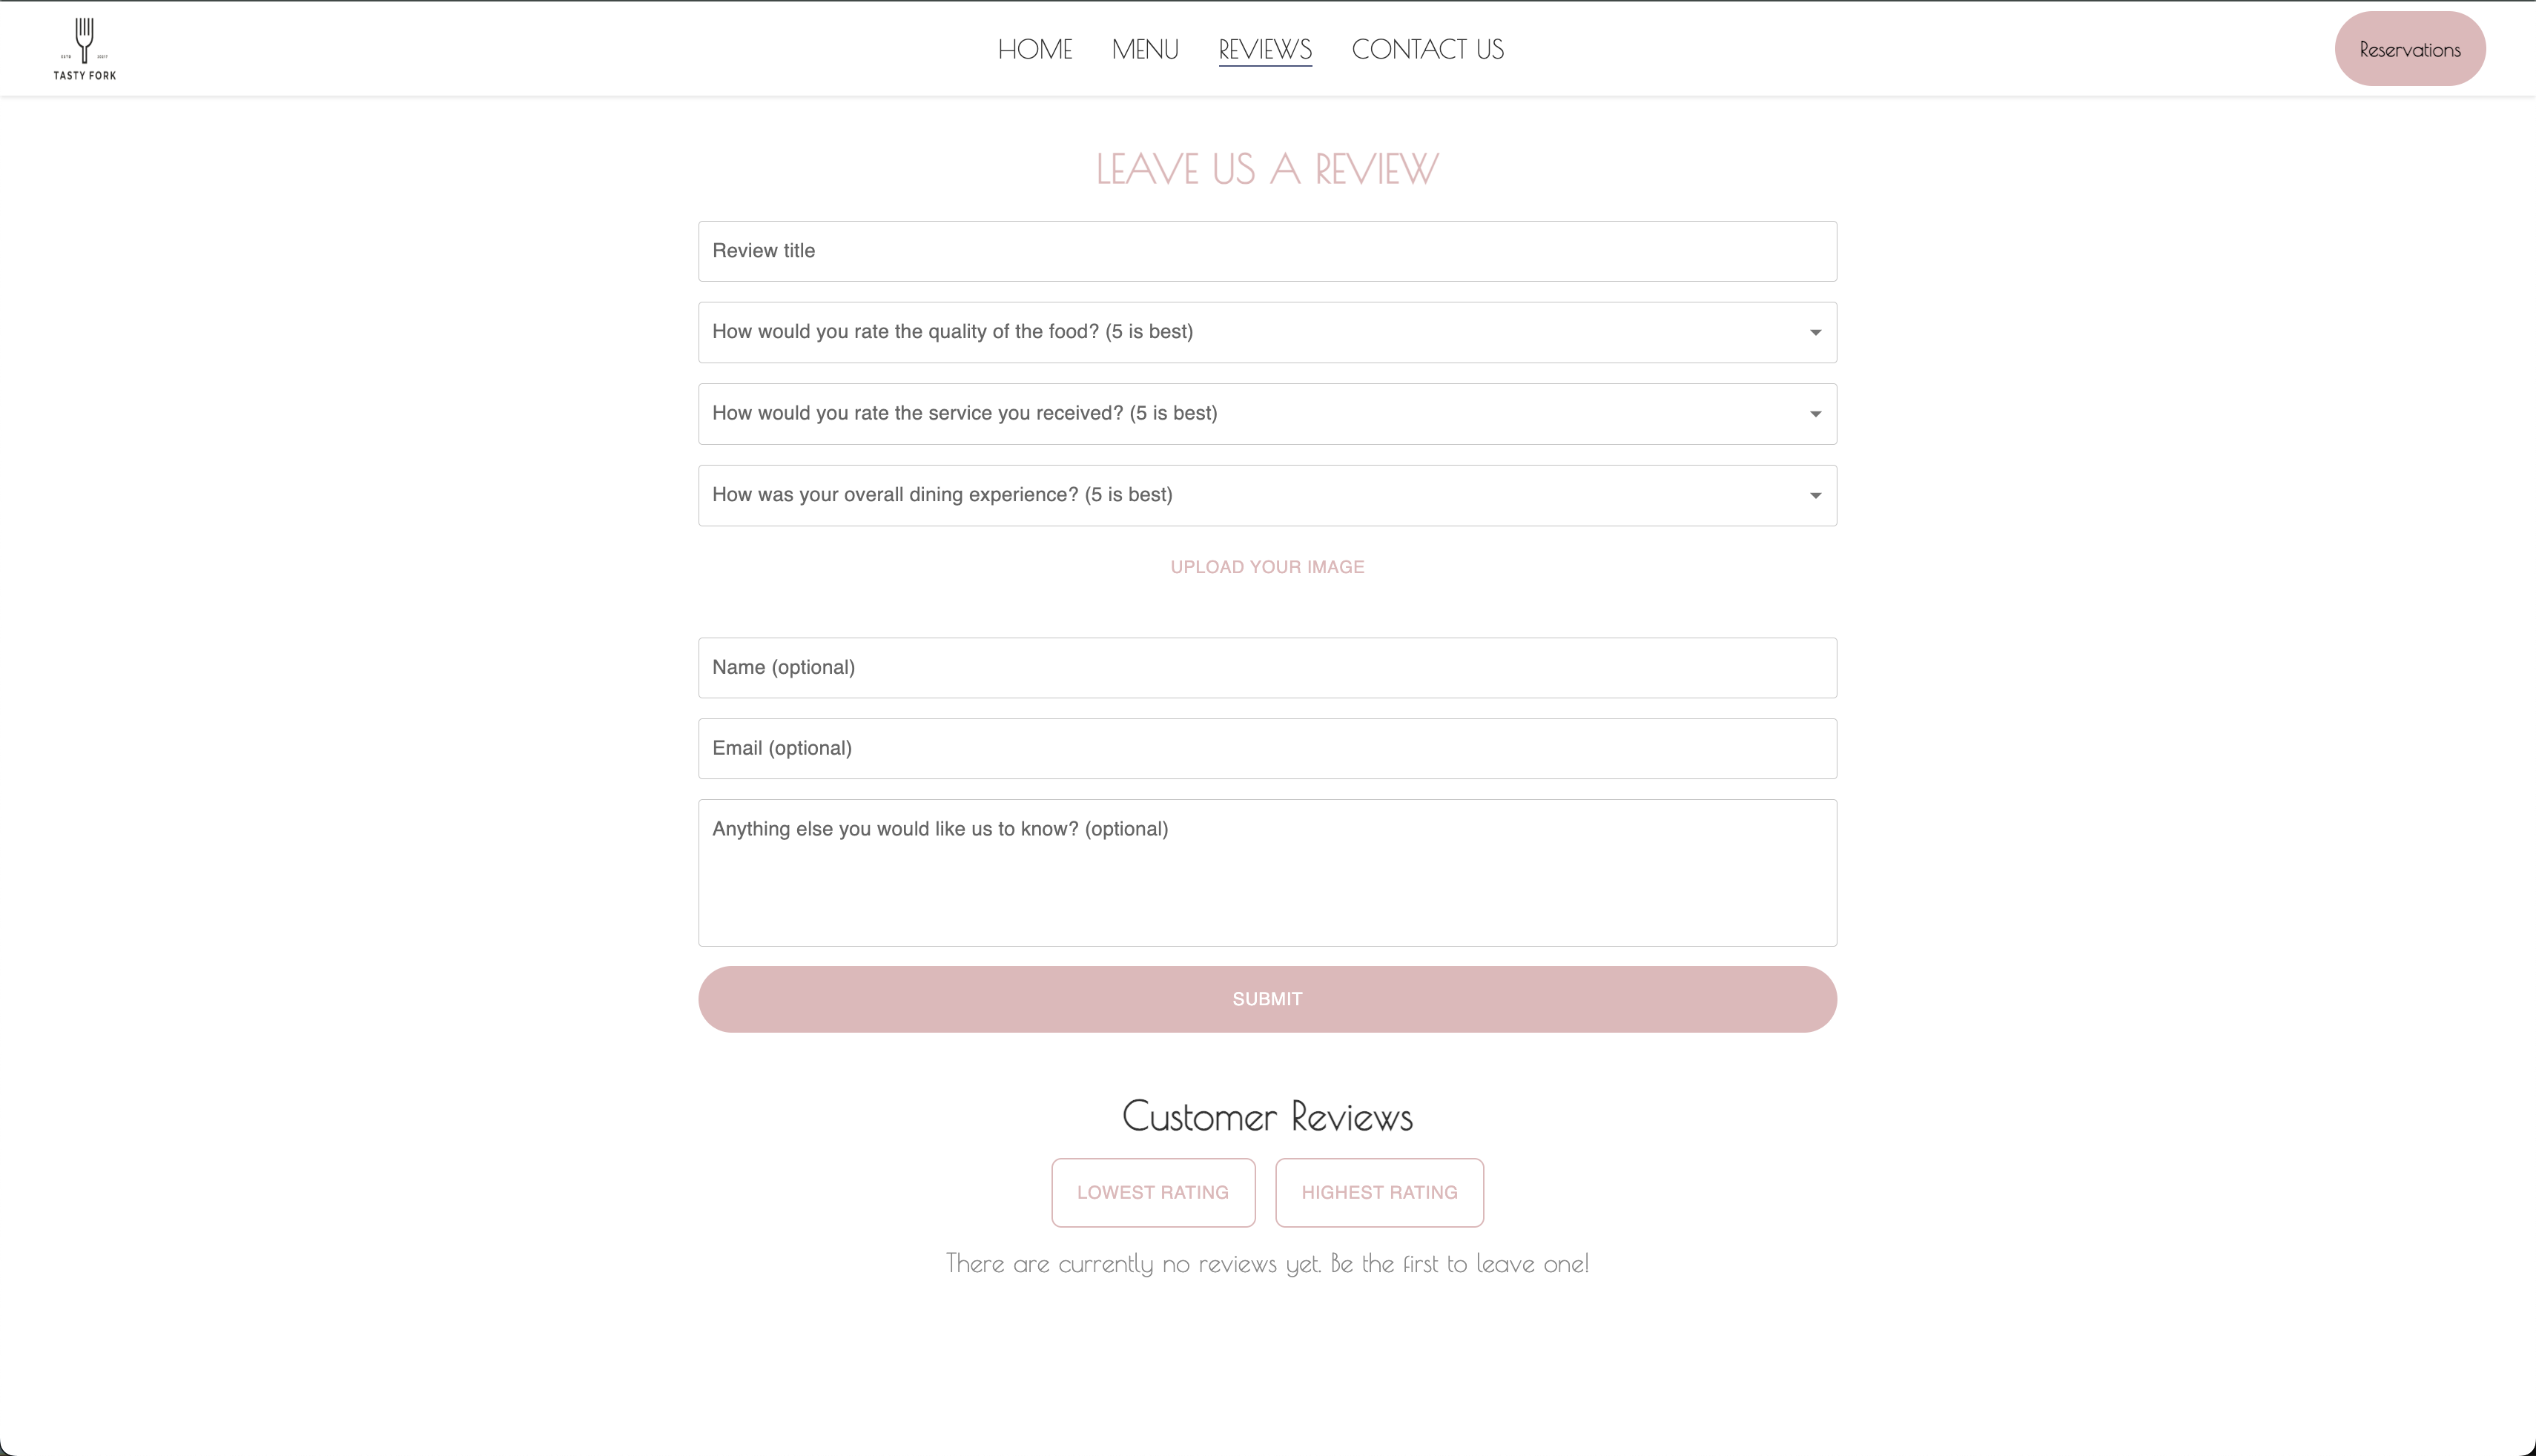 TASTY FORK
HOME
MENU
REVIEWS
CONTACT US
Reservations
LEAVE US A REVIEW
Review title
How would you rate the quality of the food? (5 is best)
How would you rate the service you received? (5 is best)
How was your overall dining experience? (5 is best)
UPLOAD YOUR IMAGE
Name (optional)
Email (optional)
Anything else you would like us to know? (optional)
SUBMIT
Customer Reviews
LOWEST RATING
HIGHEST RATING
There are currently no reviews yet. Be the first to leave one!